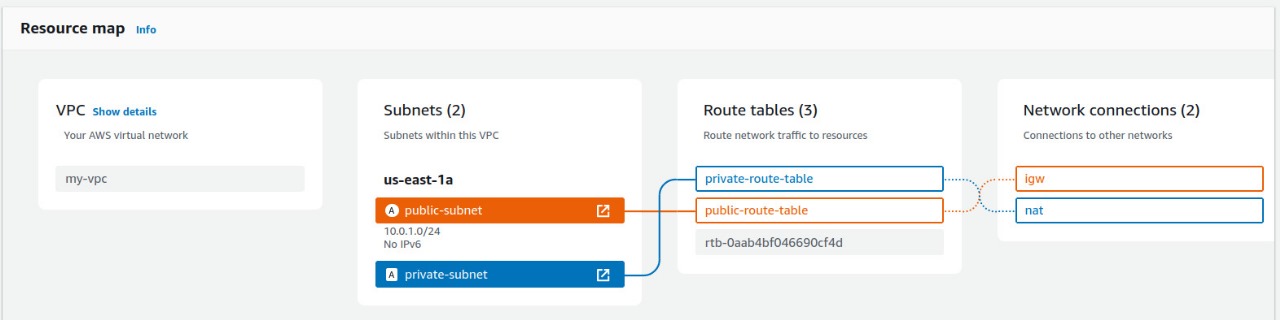 Resource map Info
VPC Show details
Your AWS virtual network
my-vpc
Subnets (2)
Subnets within this VPC
us-east-1a
A public-subnet
10.0.1.0/24
No IPv6
A private-subnet
Route tables (3)
Route network traffic to resources
private-route-table
public-route-table
rtb-0aab4bf046690cf4d
Network connections (2)
Connections to other networks
igw
nat